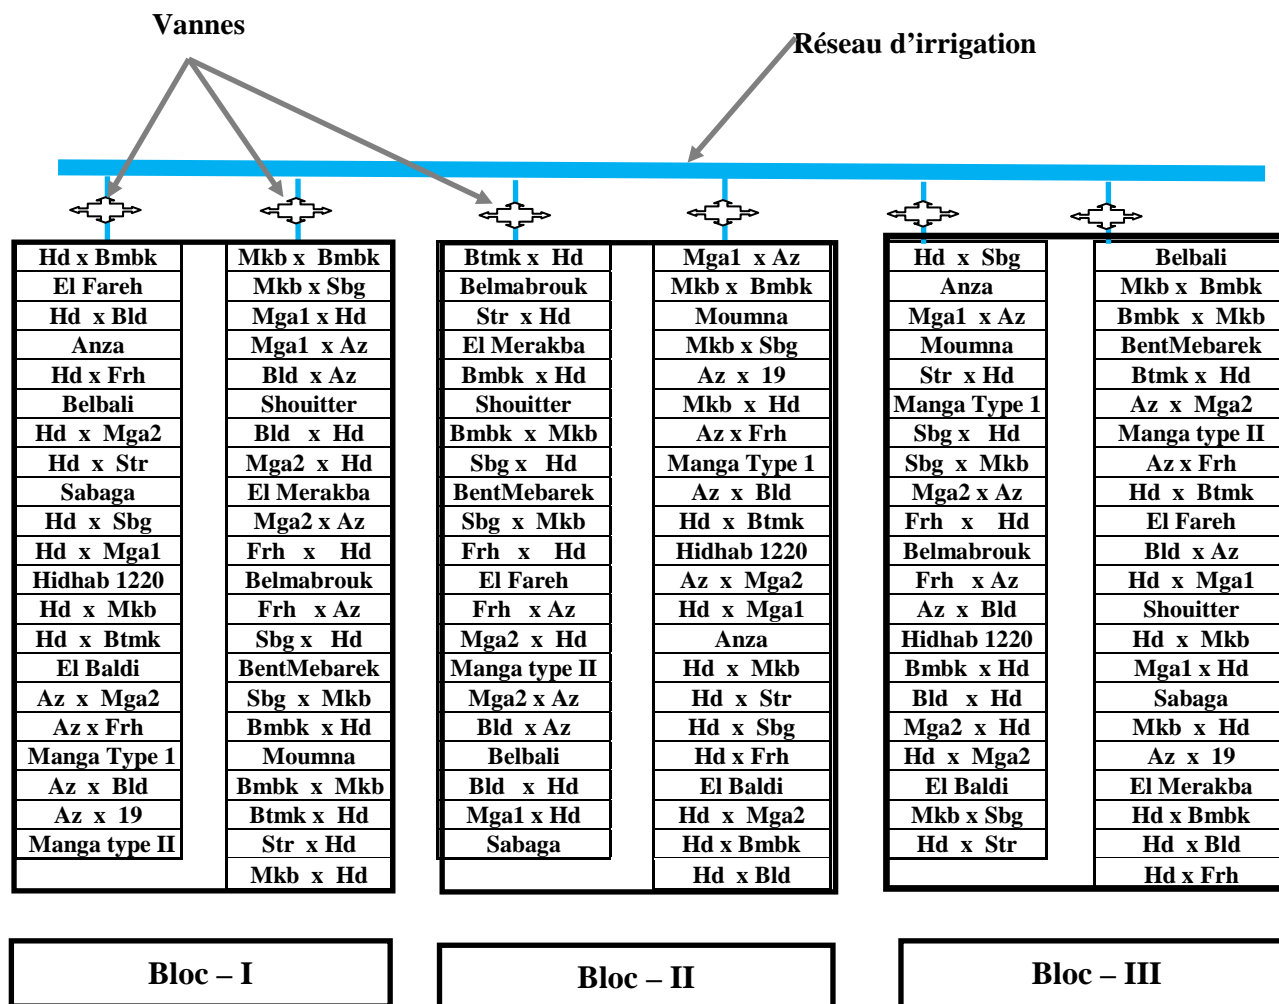 Vannes
Réseau d’irrigation
Hd x Bmbk
El Fareh
Hd x Bld
Anza
Hd x Frh
Belbali
Hd x Mga2
Hd x Str
Sabaga
Hd x Sbg
Hd x Mga1
Hidhab 1220
Hd x Mkb
Hd x Btmk
El Baldi
Az x Mga2
Az x Frh
Manga Type 1
Az x Bld
Az x 19
Manga type II
Mkb x Bmbk
Mkb x Sbg
Mga1 x Hd
Mga1 x Az
Bld x Az
Shouitter
Bld x Hd
Mga2 x Hd
El Merakba
Mga2 x Az
Frh x Hd
Belmabrouk
Frh x Az
Sbg x Hd
BentMebarek
Sbg x Mkb
Bmbk x Hd
Moumna
Bmbk x Mkb
Btmk x Hd
Str x Hd
Mkb x Hd
Btmk x Hd
Belmabrouk
Str x Hd
El Merakba
Bmbk x Hd
Shouitter
Bmbk x Mkb
Sbg x Hd
BentMebarek
Sbg x Mkb
Frh x Hd
El Fareh
Frh x Az
Mga2 x Hd
Manga type II
Mga2 x Az
Bld x Az
Belbali
Bld x Hd
Mga1 x Hd
Sabaga
Mga1 x Az
Mkb x Bmbk
Moumna
Mkb x Sbg
Az x 19
Mkb x Hd
Az x Frh
Manga Type 1
Az x Bld
Hd x Btmk
Hidhab 1220
Az x Mga2
Hd x Mga1
Anza
Hd x Mkb
Hd x Str
Hd x Sbg
Hd x Frh
El Baldi
Hd x Mga2
Hd x Bmbk
Hd x Bld
Hd x Sbg
Anza
Mga1 x Az
Moumna
Str x Hd
Manga Type 1
Sbg x Hd
Sbg x Mkb
Mga2 x Az
Frh x Hd
Belmabrouk
Frh x Az
Az x Bld
Hidhab 1220
Bmbk x Hd
Bld x Hd
Mga2 x Hd
Hd x Mga2
El Baldi
Mkb x Sbg
Hd x Str
Belbali
Mkb x Bmbk
Bmbk x Mkb
BentMebarek
Btmk x Hd
Az x Mga2
Manga type II
Az x Frh
Hd x Btmk
El Fareh
Bld x Az
Hd x Mga1
Shouitter
Hd x Mkb
Mga1 x Hd
Sabaga
Mkb x Hd
Az x 19
El Merakba
Hd x Bmbk
Hd x Bld
Hd x Frh
Bloc – I
Bloc – II
Bloc – III